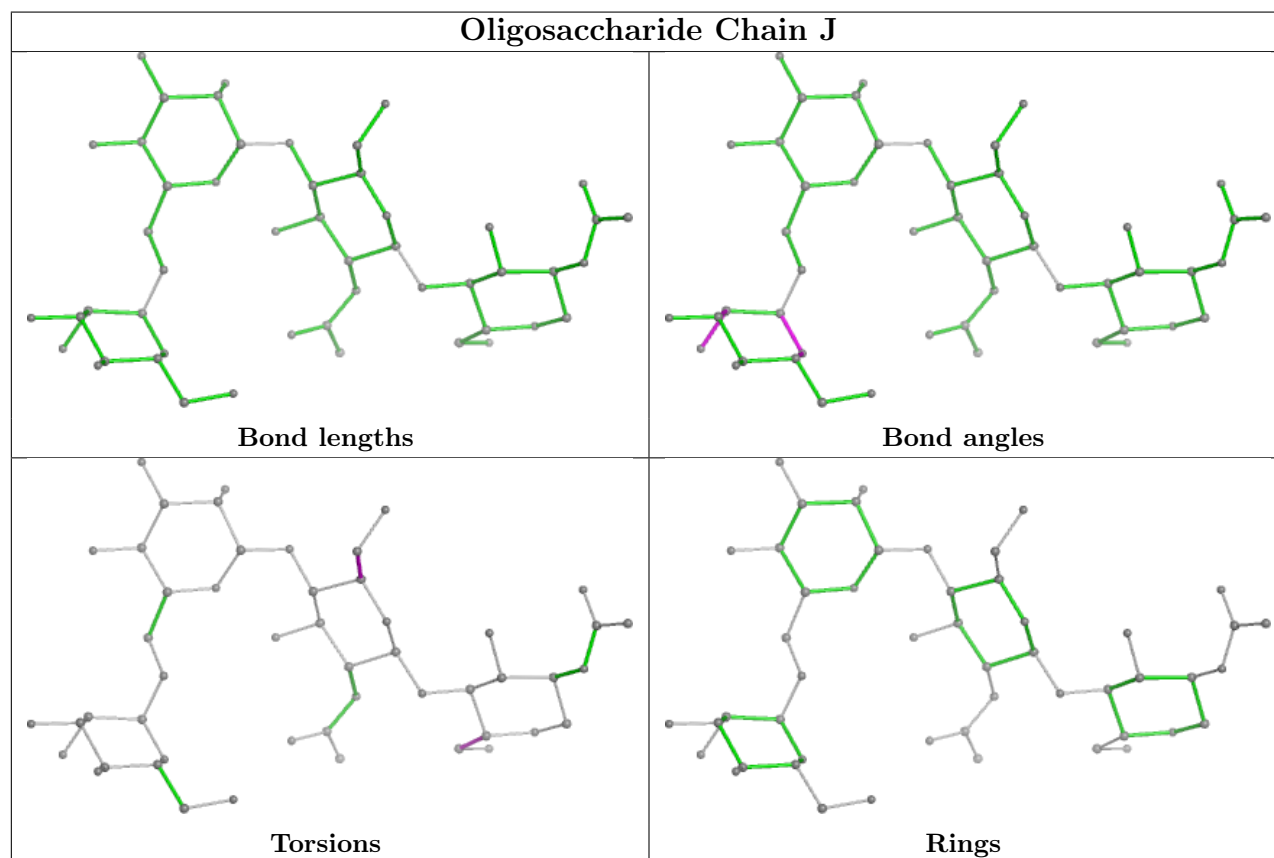 Oligosaccharide Chain J
Bond lengths
Bond angles
Torsions
Rings